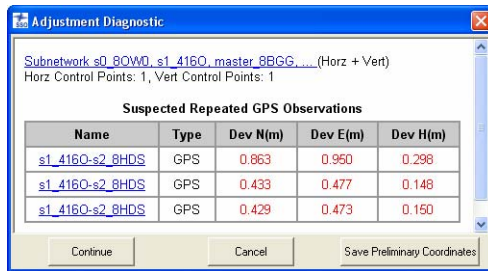 Adjustment Diagnostic
Subnetwork s0_8OW0, s1_416O, master_8BGG, ... (Horz + Vert)
Horz Control Points: 1, Vert Control Points: 1
Suspected Repeated GPS Observations
Name Type Dev N(m) Dev E(m) Dev H(m)
s1_416O-s2_8HDS GPS 0.863 0.950 0.298
s1_416O-s2_8HDS GPS 0.433 0.477 0.148
s1_416O-s2_8HDS GPS 0.429 0.473 0.150
Continue Cancel Save Preliminary Coordinates